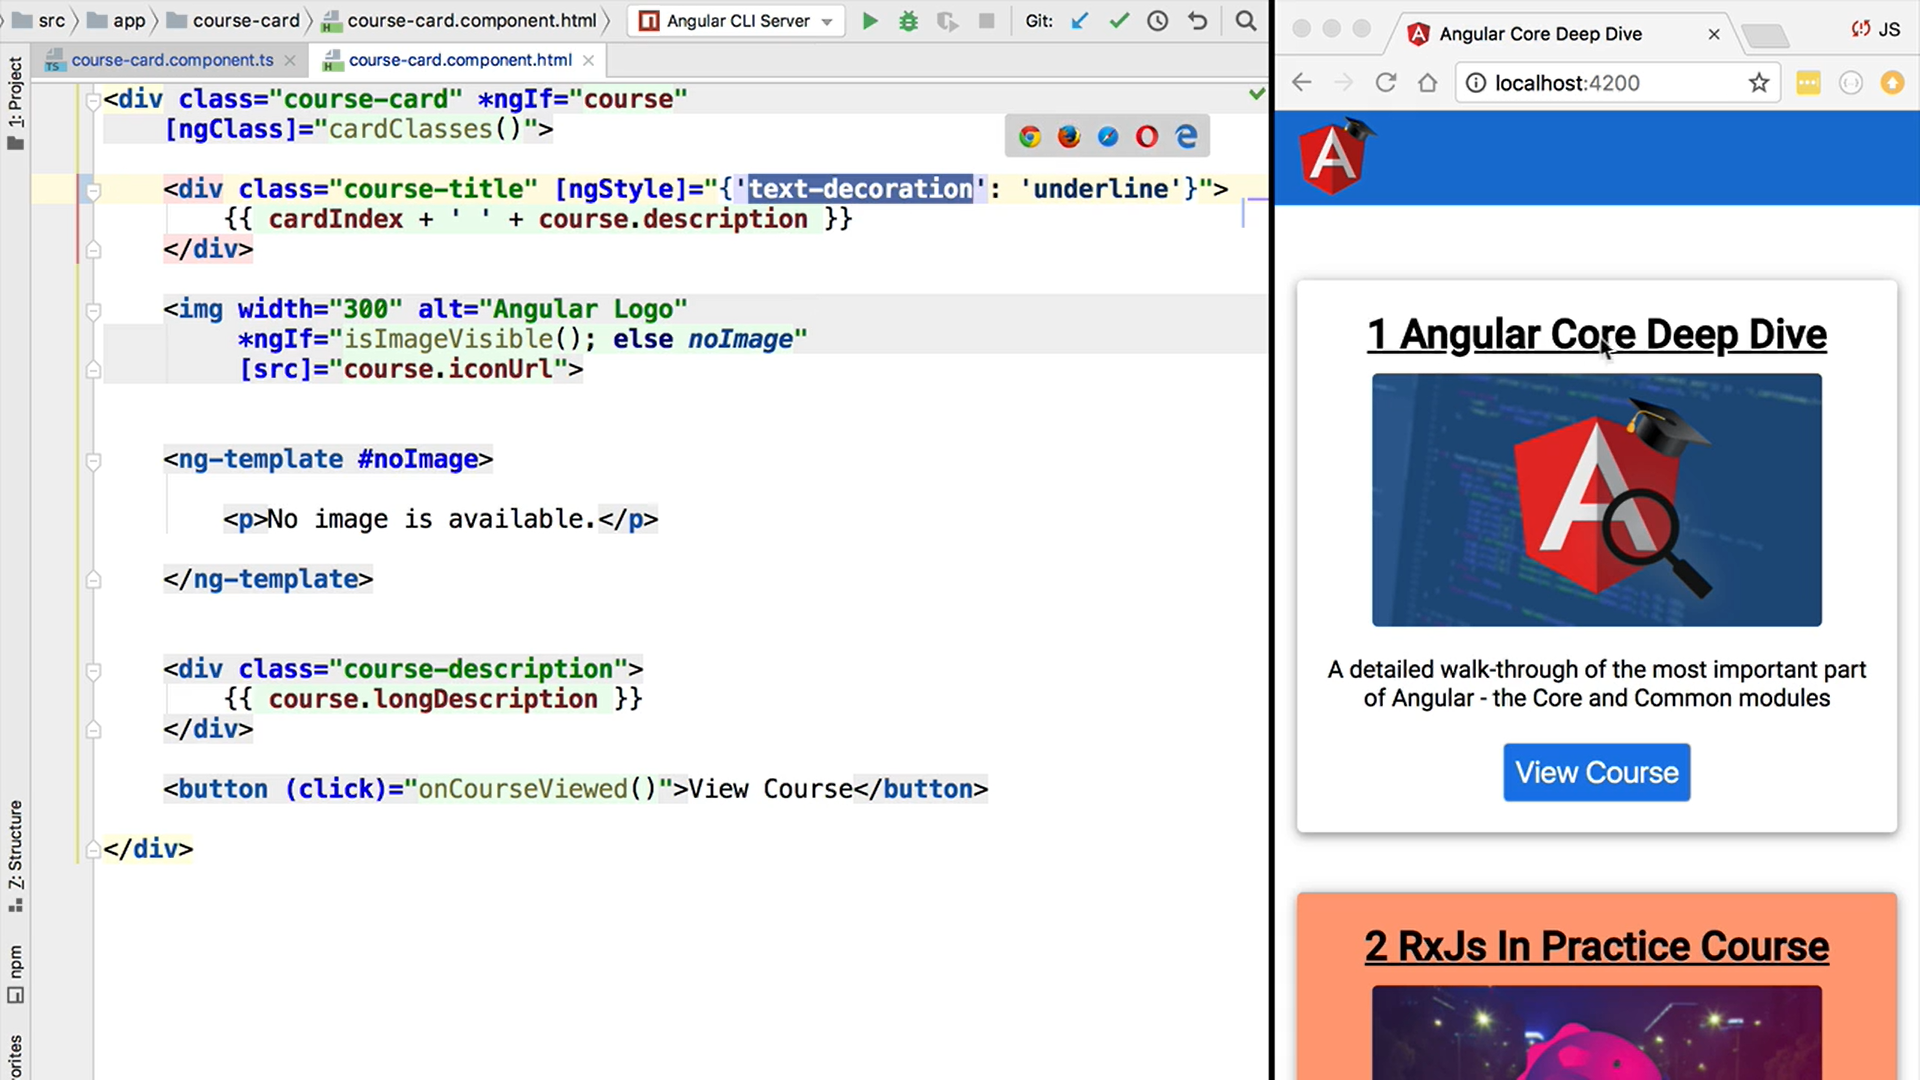 src app course-card course-card.component.html Angular CLI Server Git:
course-card.component.ts course-card.component.html
1: Project
Z: Structure
npm
<div class="course-card" *ngIf="course"
[ngClass]="cardClasses()">
<div class="course-title" [ngStyle]="{'text-decoration': 'underline'}">
{{ cardIndex + ' ' + course.description }}
</div>
<img width="300" alt="Angular Logo"
*ngIf="isImageVisible(); else noImage"
[src]="course.iconUrl">
<ng-template #noImage>
<p>No image is available.</p>
</ng-template>
<div class="course-description">
{{ course.longDescription }}
</div>
<button (click)="onCourseViewed()">View Course</button>
</div>
Angular Core Deep Dive
JS
localhost:4200
1 Angular Core Deep Dive
A detailed walk-through of the most important part
of Angular - the Core and Common modules
View Course
2 RxJs In Practice Course